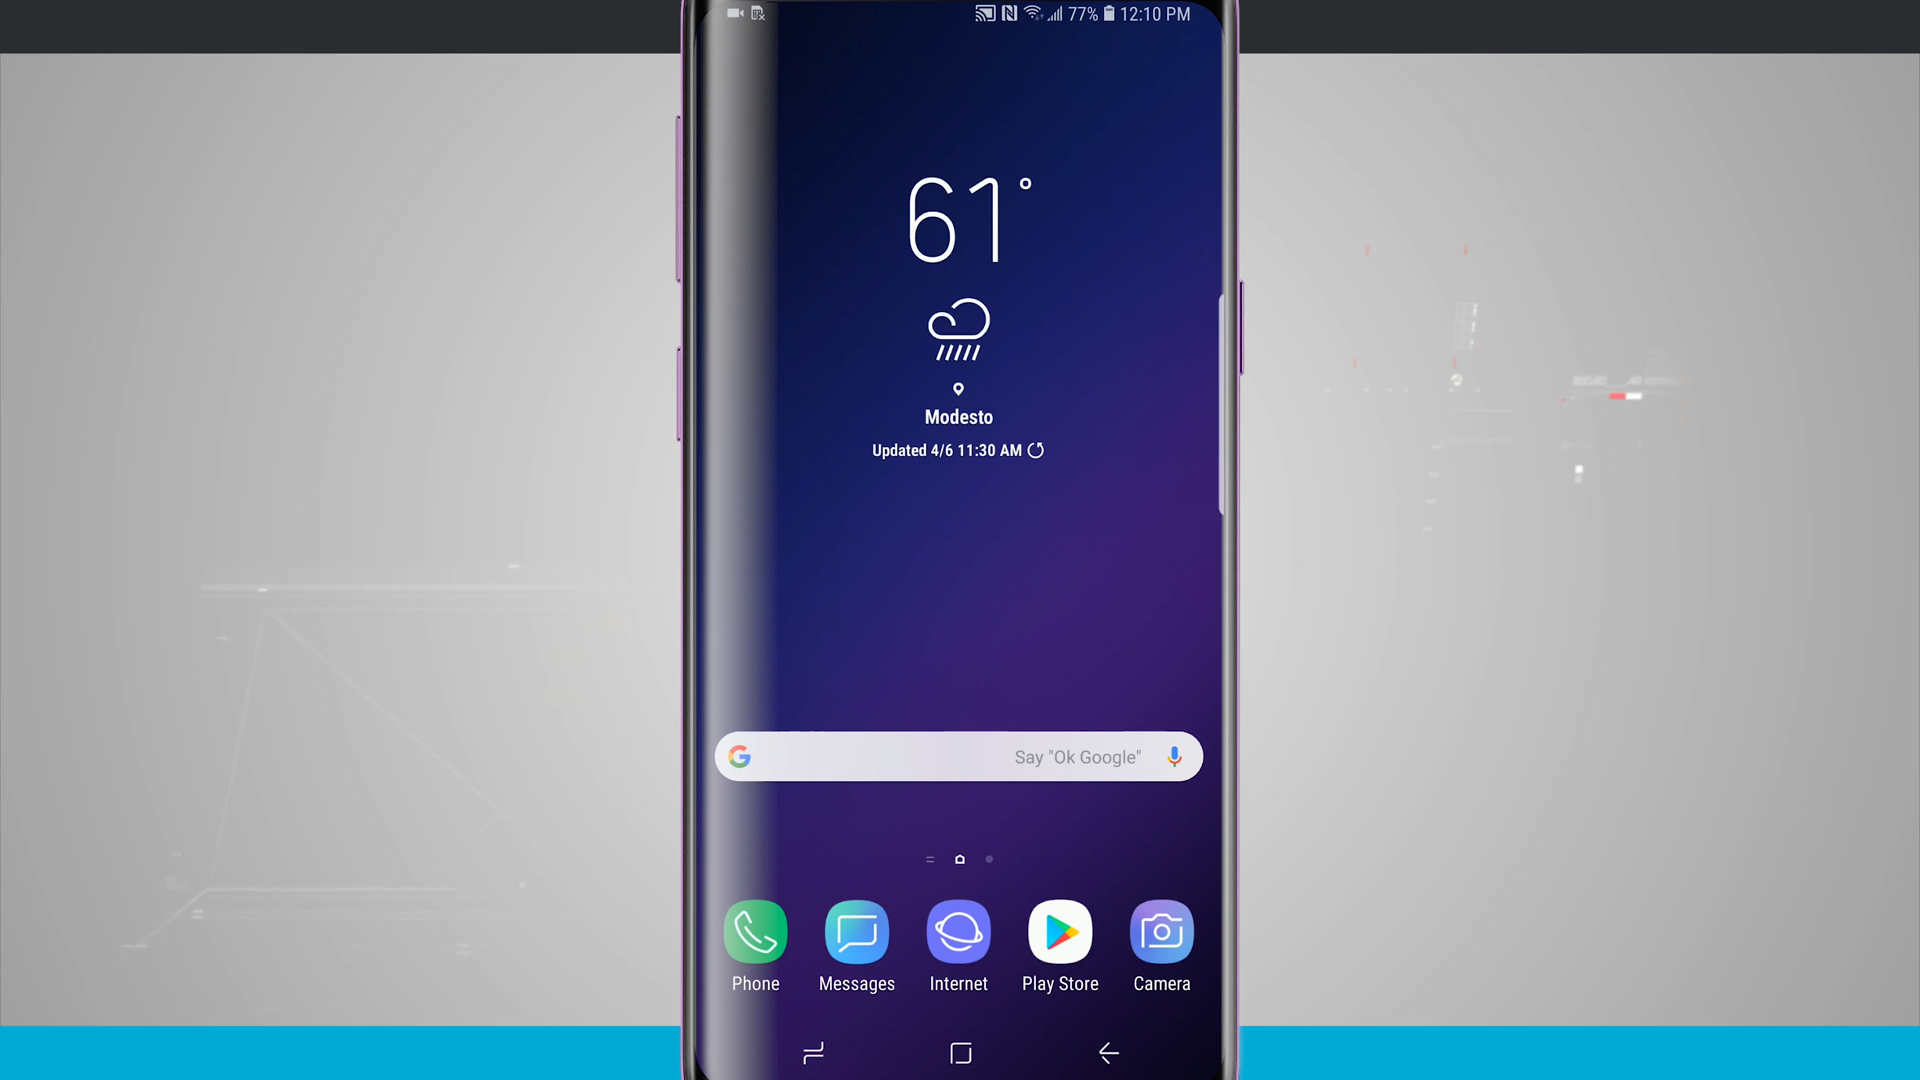 77% 12:10 PM
61°
Modesto
Updated 4/6 11:30 AM
Say "Ok Google"
Phone Messages Internet Play Store Camera